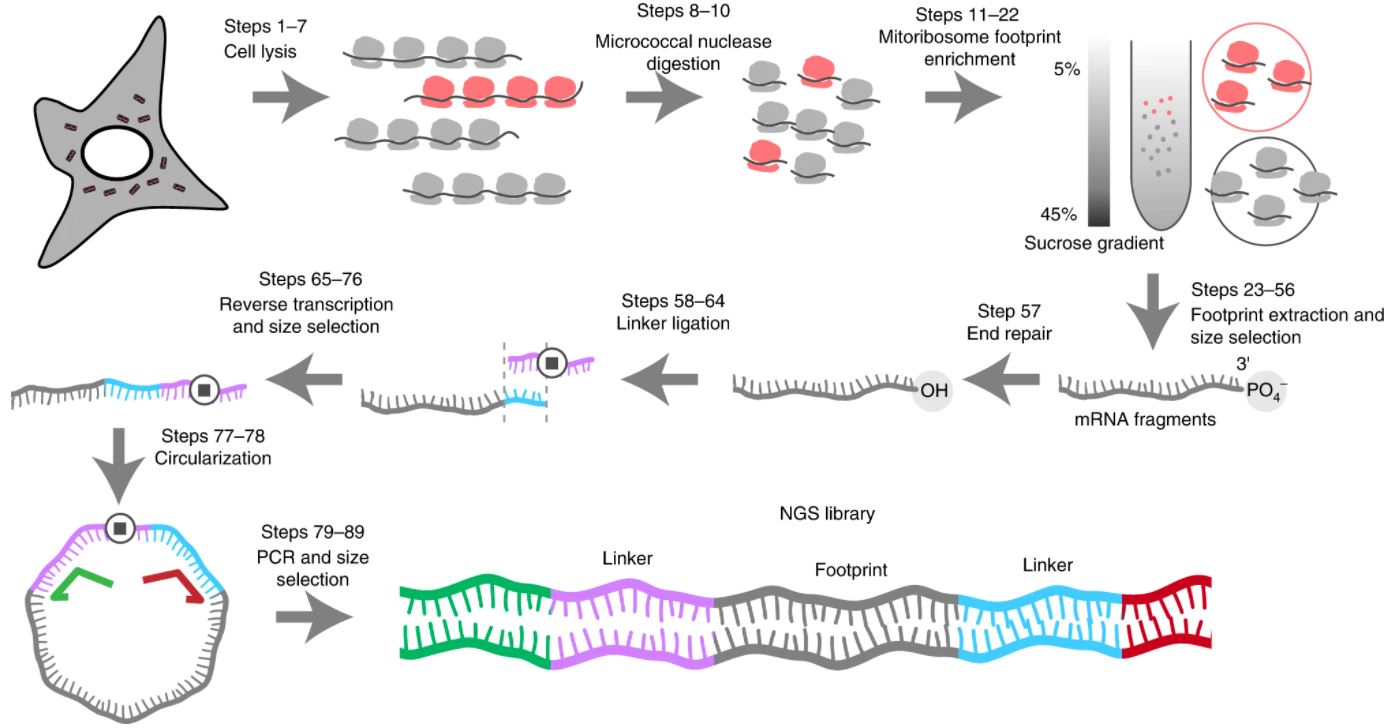 Steps 1–7
Cell lysis
Steps 8–10
Micrococcal nuclease
digestion
Steps 11–22
Mitoribosome footprint
enrichment
5%
45%
Sucrose gradient
Steps 23–56
Footprint extraction and
size selection
3'
PO4−
mRNA fragments
Step 57
End repair
OH
Steps 58–64
Linker ligation
Steps 65–76
Reverse transcription
and size selection
Steps 77–78
Circularization
Steps 79–89
PCR and size
selection
NGS library
Linker
Footprint
Linker